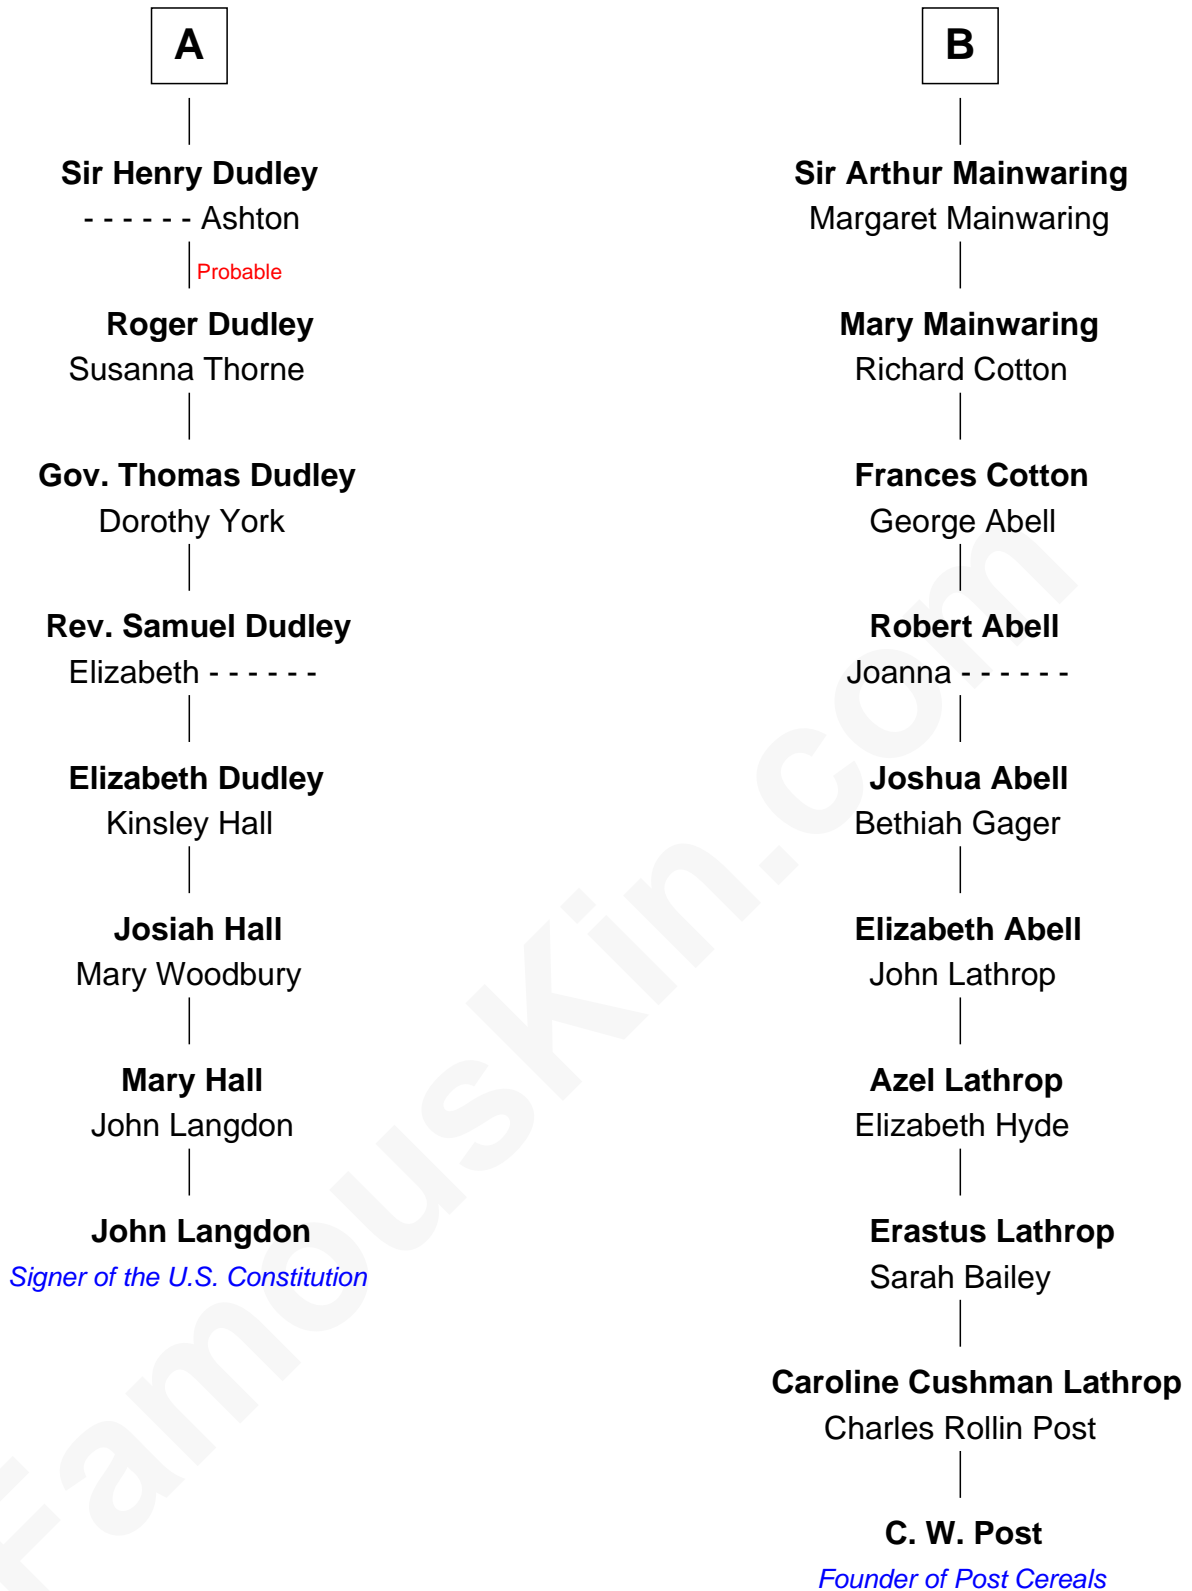 A
Sir Henry Dudley
- - - - - - Ashton
Probable
Roger Dudley
Susanna Thorne
Gov. Thomas Dudley
Dorothy York
Rev. Samuel Dudley
Elizabeth - - - - - -
Elizabeth Dudley
Kinsley Hall
Josiah Hall
Mary Woodbury
Mary Hall
John Langdon
John Langdon
Signer of the U.S. Constitution
B
Sir Arthur Mainwaring
Margaret Mainwaring
Mary Mainwaring
Richard Cotton
Frances Cotton
George Abell
Robert Abell
Joanna - - - - - -
Joshua Abell
Bethiah Gager
Elizabeth Abell
John Lathrop
Azel Lathrop
Elizabeth Hyde
Erastus Lathrop
Sarah Bailey
Caroline Cushman Lathrop
Charles Rollin Post
C. W. Post
Founder of Post Cereals
FamousKin.com